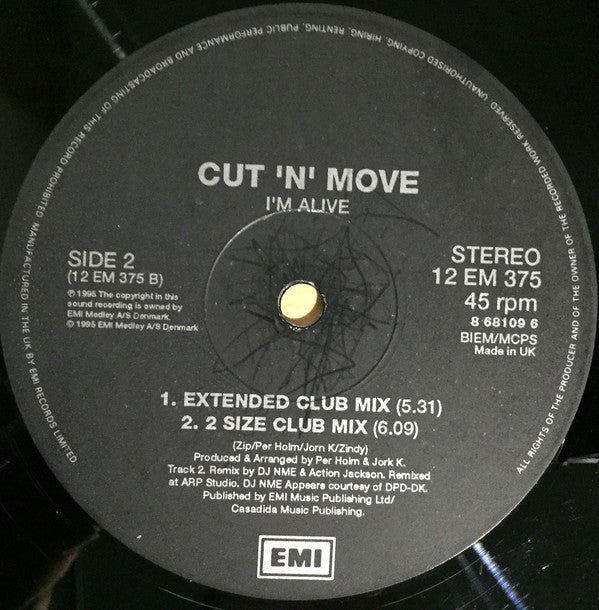 UNAUTHORISED COPYING, HIRING, RENTING, PUBLIC PERFORMANCE AND BROADCASTING OF THIS RECORD PROHIBITED. MANUFACTURED IN THE UK BY EMI RECORDS LIMITED
ALL RIGHTS OF THE PRODUCER AND OF THE OWNER OF THE RECORDED WORK RESERVED
CUT 'N' MOVE
I'M ALIVE
SIDE 2
(12 EM 375 B)
℗ 1995 The copyright in this
sound recording is owned by
EMI Medley A/S Denmark.
© 1995 EMI Medley A/S Denmark
STEREO
12 EM 375
45 rpm
8 68109 6
BIEM/MCPS
Made in UK
1. EXTENDED CLUB MIX (5.31)
2. 2 SIZE CLUB MIX (6.09)
(Zip/Per Holm/Jorn K/Zindy)
Produced & Arranged by Per Holm & Jork K.
Track 2. Remix by DJ NME & Action Jackson. Remixed
at ARP Studio. DJ NME Appears courtesy of DPD-DK.
Published by EMI Music Publishing Ltd/
Casadida Music Publishing.
EMI